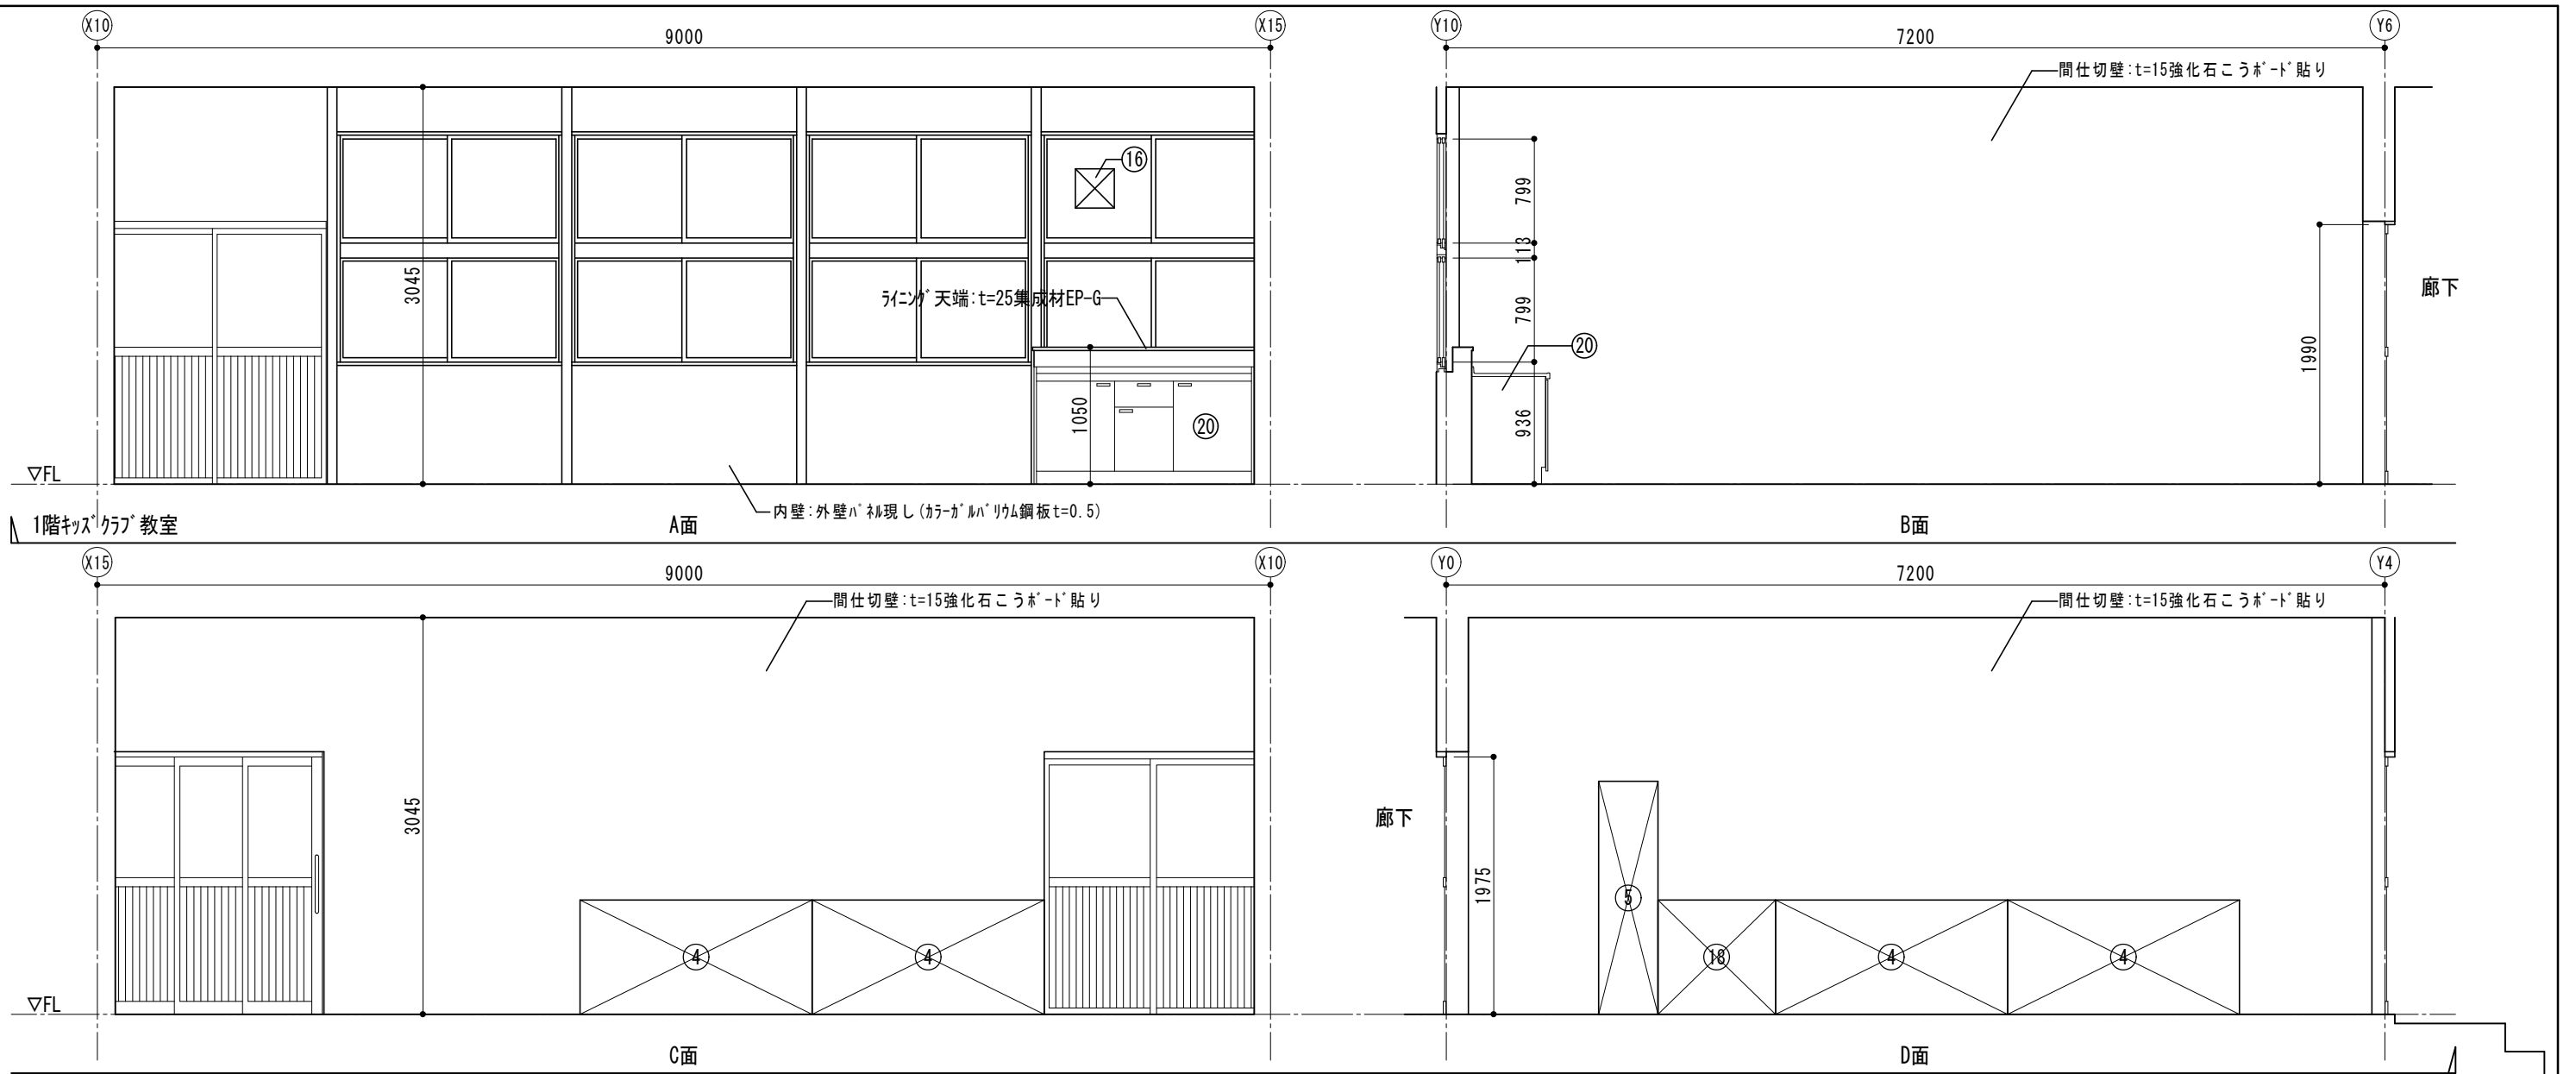 X10
X15
Y10
Y6
9000
7200
間仕切壁:t=15強化石こうボード貼り
16
3045
ライニング天端:t=25集成材EP-G
1050
20
799
113
799
936
20
1990
廊下
▽FL
内壁:外壁パネル現し(カラーガルバリウム鋼板t=0.5)
1階キッズクラブ教室
A面
B面
X15
X10
Y0
Y4
9000
7200
間仕切壁:t=15強化石こうボード貼り
間仕切壁:t=15強化石こうボード貼り
3045
廊下
1975
5
4
4
18
4
4
▽FL
C面
D面